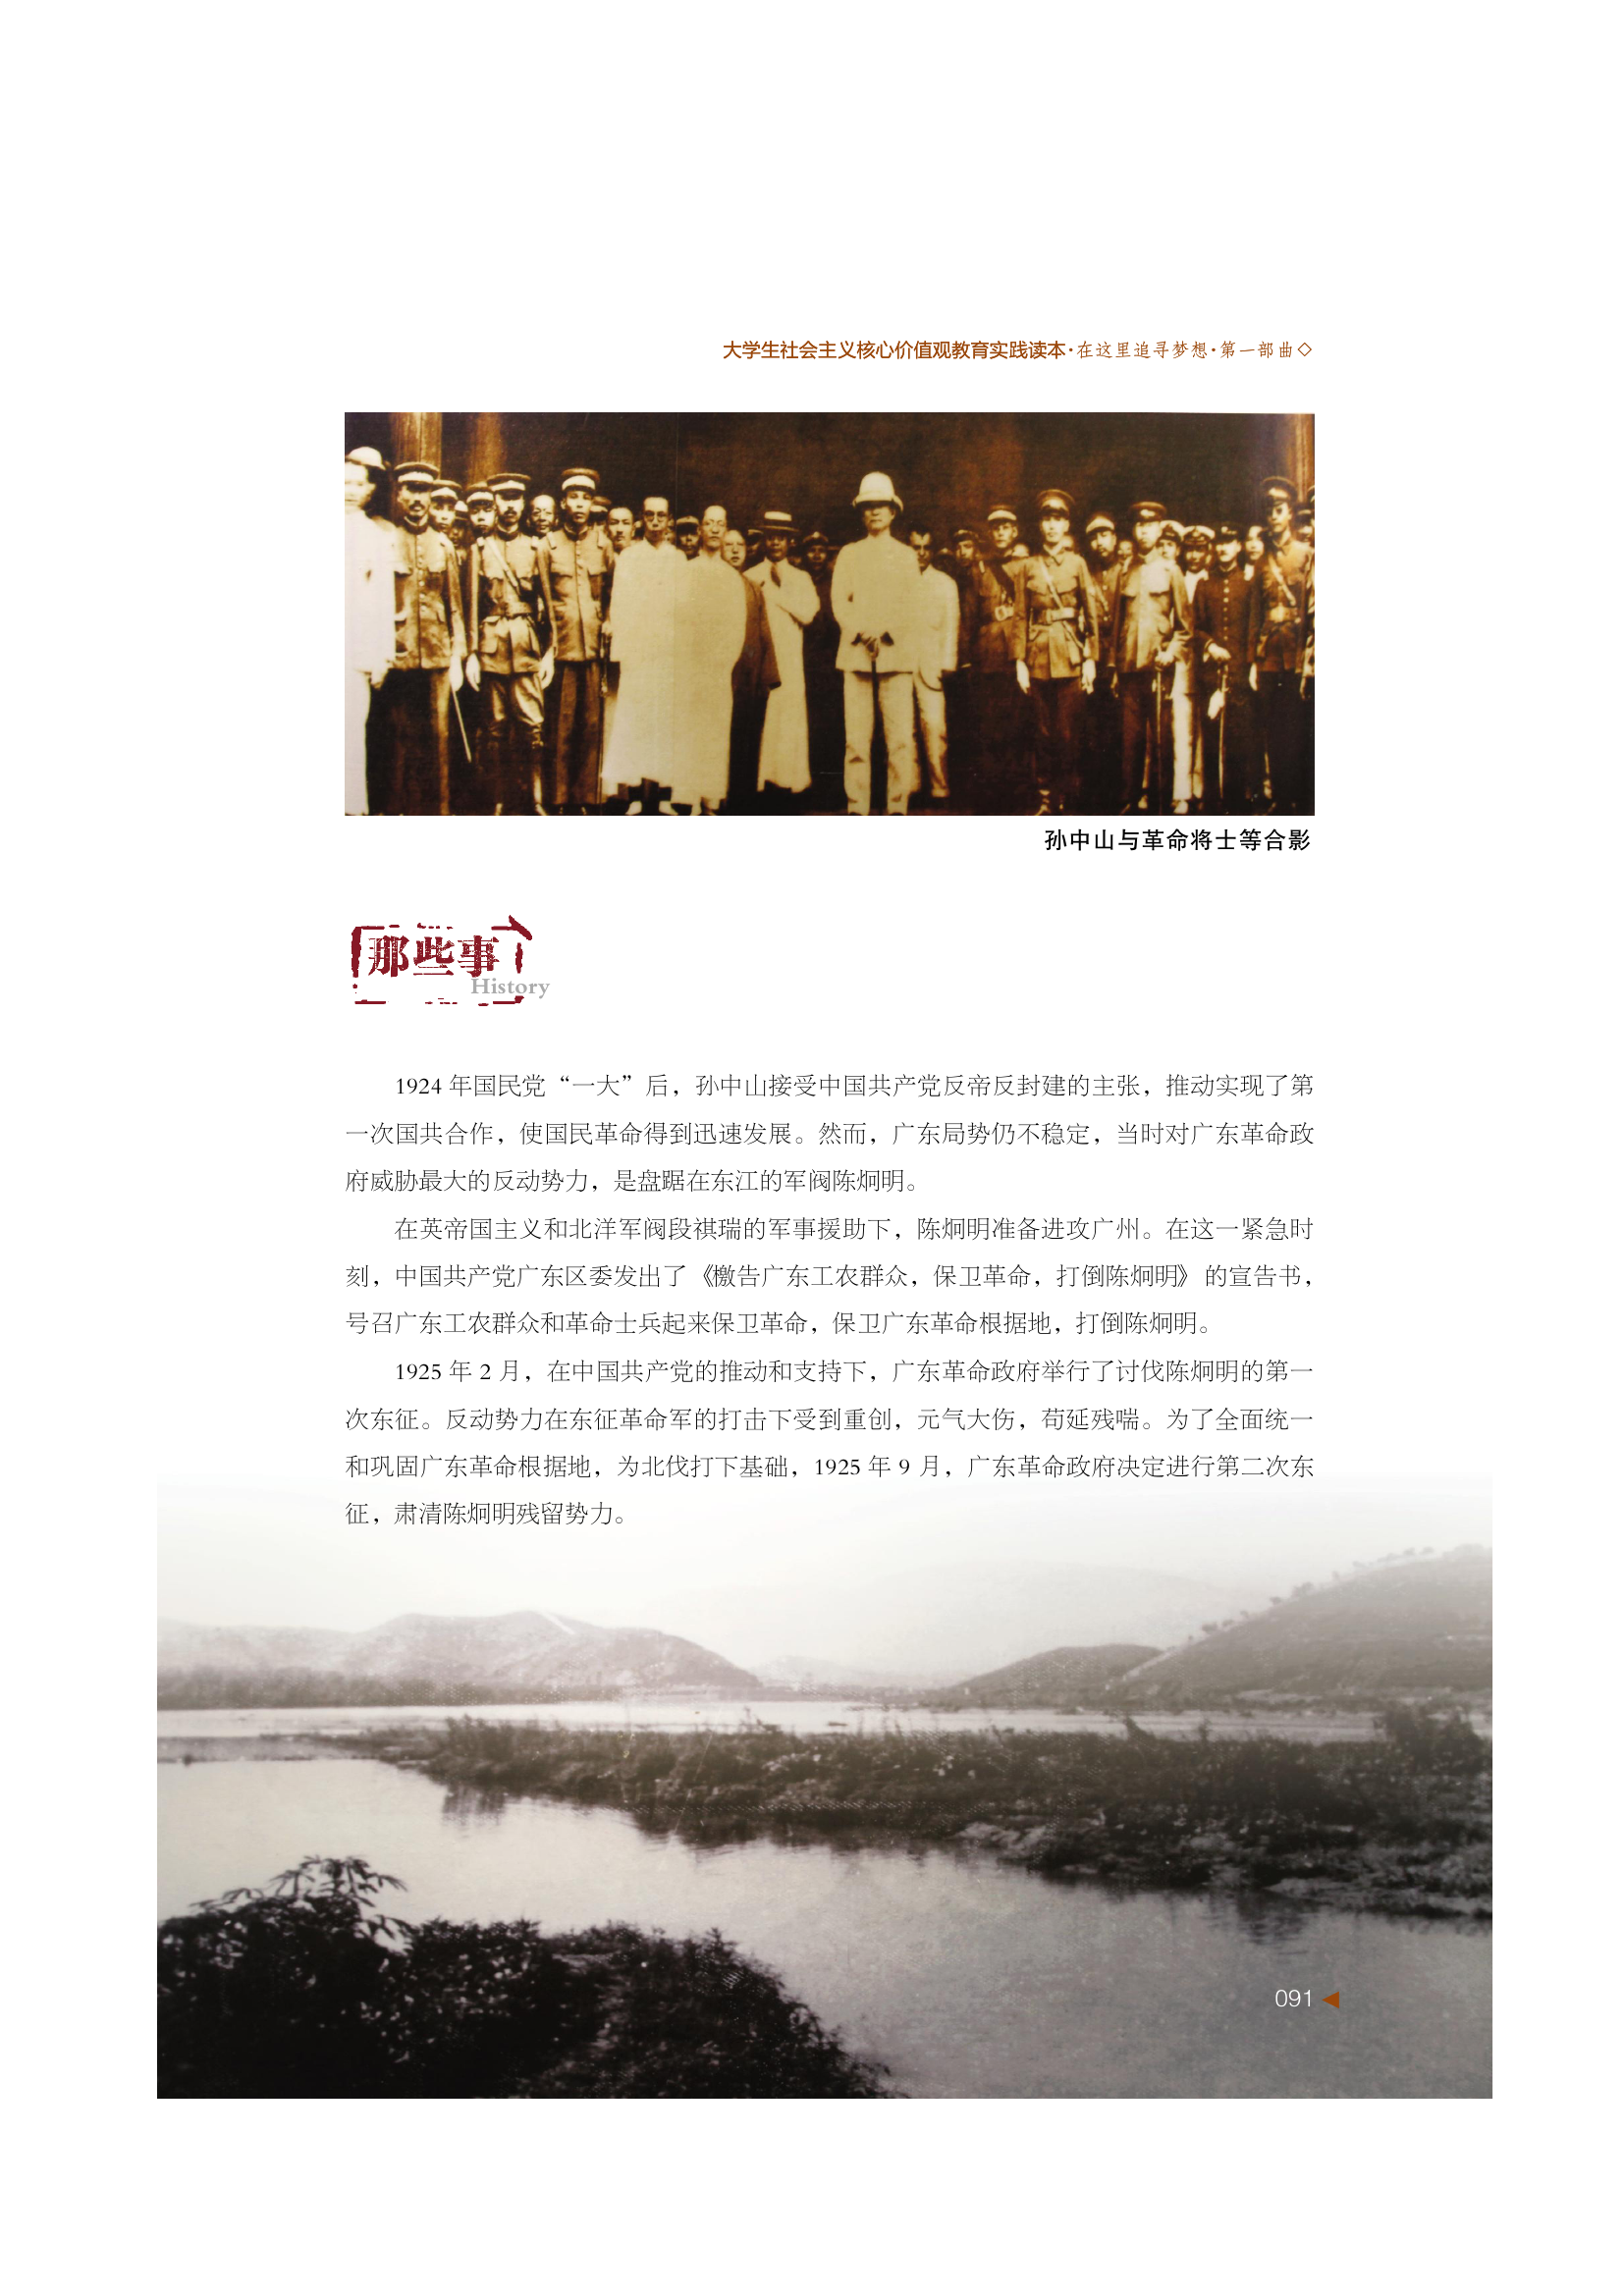 大学生社会主义核心价值观教育实践读本·在这里追寻梦想·第一部曲◇
孙中山与革命将士等合影
那些事
History
1924 年国民党“一大”后，孙中山接受中国共产党反帝反封建的主张，推动实现了第
一次国共合作，使国民革命得到迅速发展。然而，广东局势仍不稳定，当时对广东革命政
府威胁最大的反动势力，是盘踞在东江的军阀陈炯明。
在英帝国主义和北洋军阀段祺瑞的军事援助下，陈炯明准备进攻广州。在这一紧急时
刻，中国共产党广东区委发出了《檄告广东工农群众，保卫革命，打倒陈炯明》的宣告书，
号召广东工农群众和革命士兵起来保卫革命，保卫广东革命根据地，打倒陈炯明。
1925 年 2 月，在中国共产党的推动和支持下，广东革命政府举行了讨伐陈炯明的第一
次东征。反动势力在东征革命军的打击下受到重创，元气大伤，苟延残喘。为了全面统一
和巩固广东革命根据地，为北伐打下基础，1925 年 9 月，广东革命政府决定进行第二次东
征，肃清陈炯明残留势力。
091